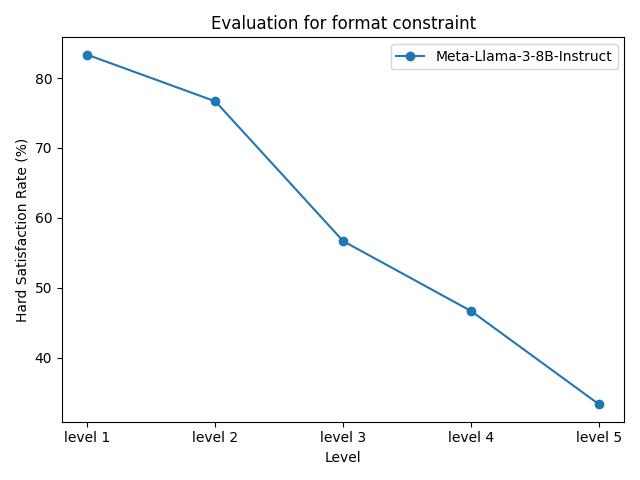 Evaluation for format constraint
Meta-Llama-3-8B-Instruct
Hard Satisfaction Rate (%)
80
70
60
50
40
level 1 level 2 level 3 level 4 level 5
Level